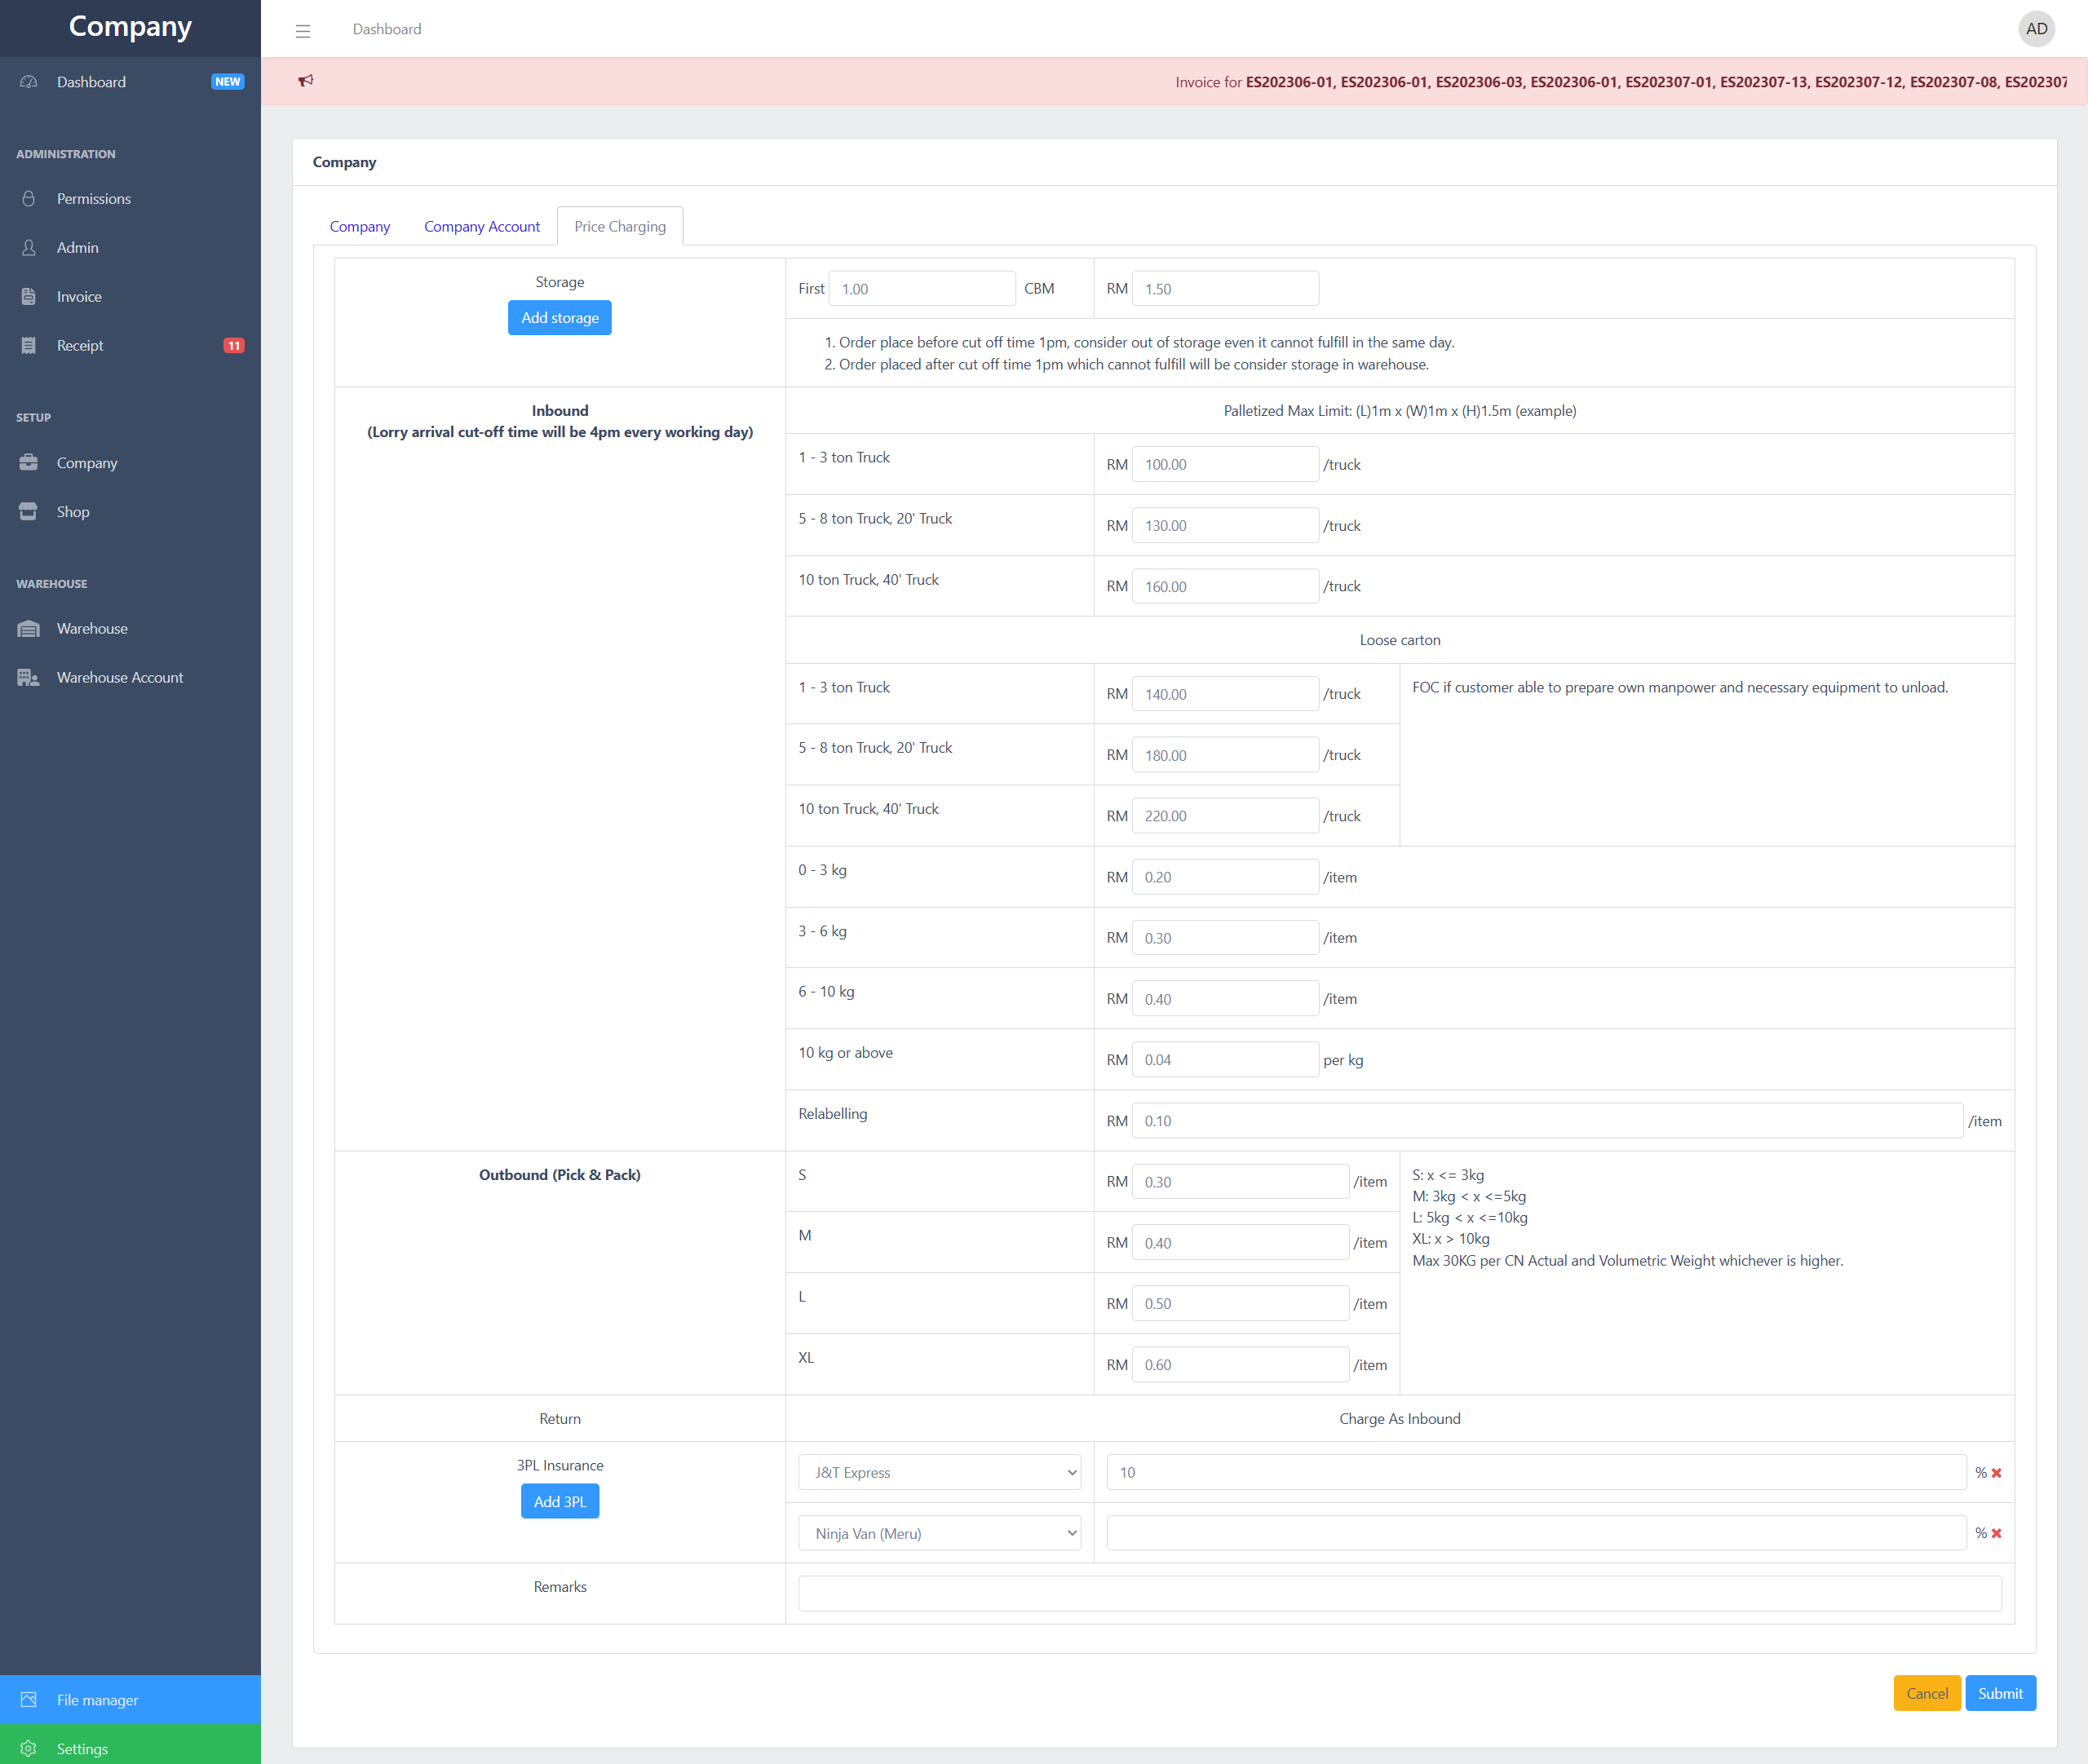 Company
Dashboard NEW
ADMINISTRATION
Permissions
Admin
Invoice
Receipt 11
SETUP
Company
Shop
WAREHOUSE
Warehouse
Warehouse Account
File manager
Settings
Dashboard
AD
Invoice for ES202306-01, ES202306-01, ES202306-03, ES202306-01, ES202307-01, ES202307-13, ES202307-12, ES202307-08, ES202307
Company
Company Company Account Price Charging
Storage
Add storage
First 1.00 CBM RM 1.50
1. Order place before cut off time 1pm, consider out of storage even it cannot fulfill in the same day.
2. Order placed after cut off time 1pm which cannot fulfill will be consider storage in warehouse.
Inbound
(Lorry arrival cut-off time will be 4pm every working day)
Palletized Max Limit: (L)1m x (W)1m x (H)1.5m (example)
1 - 3 ton Truck RM 100.00 /truck
5 - 8 ton Truck, 20' Truck RM 130.00 /truck
10 ton Truck, 40' Truck RM 160.00 /truck
Loose carton
1 - 3 ton Truck RM 140.00 /truck FOC if customer able to prepare own manpower and necessary equipment to unload.
5 - 8 ton Truck, 20' Truck RM 180.00 /truck
10 ton Truck, 40' Truck RM 220.00 /truck
0 - 3 kg RM 0.20 /item
3 - 6 kg RM 0.30 /item
6 - 10 kg RM 0.40 /item
10 kg or above RM 0.04 per kg
Relabelling RM 0.10 /item
Outbound (Pick & Pack)
S RM 0.30 /item
M RM 0.40 /item
L RM 0.50 /item
XL RM 0.60 /item
S: x <= 3kg
M: 3kg < x <=5kg
L: 5kg < x <=10kg
XL: x > 10kg
Max 30KG per CN Actual and Volumetric Weight whichever is higher.
Return Charge As Inbound
3PL Insurance
Add 3PL
J&T Express 10 %
Ninja Van (Meru) %
Remarks
Cancel Submit